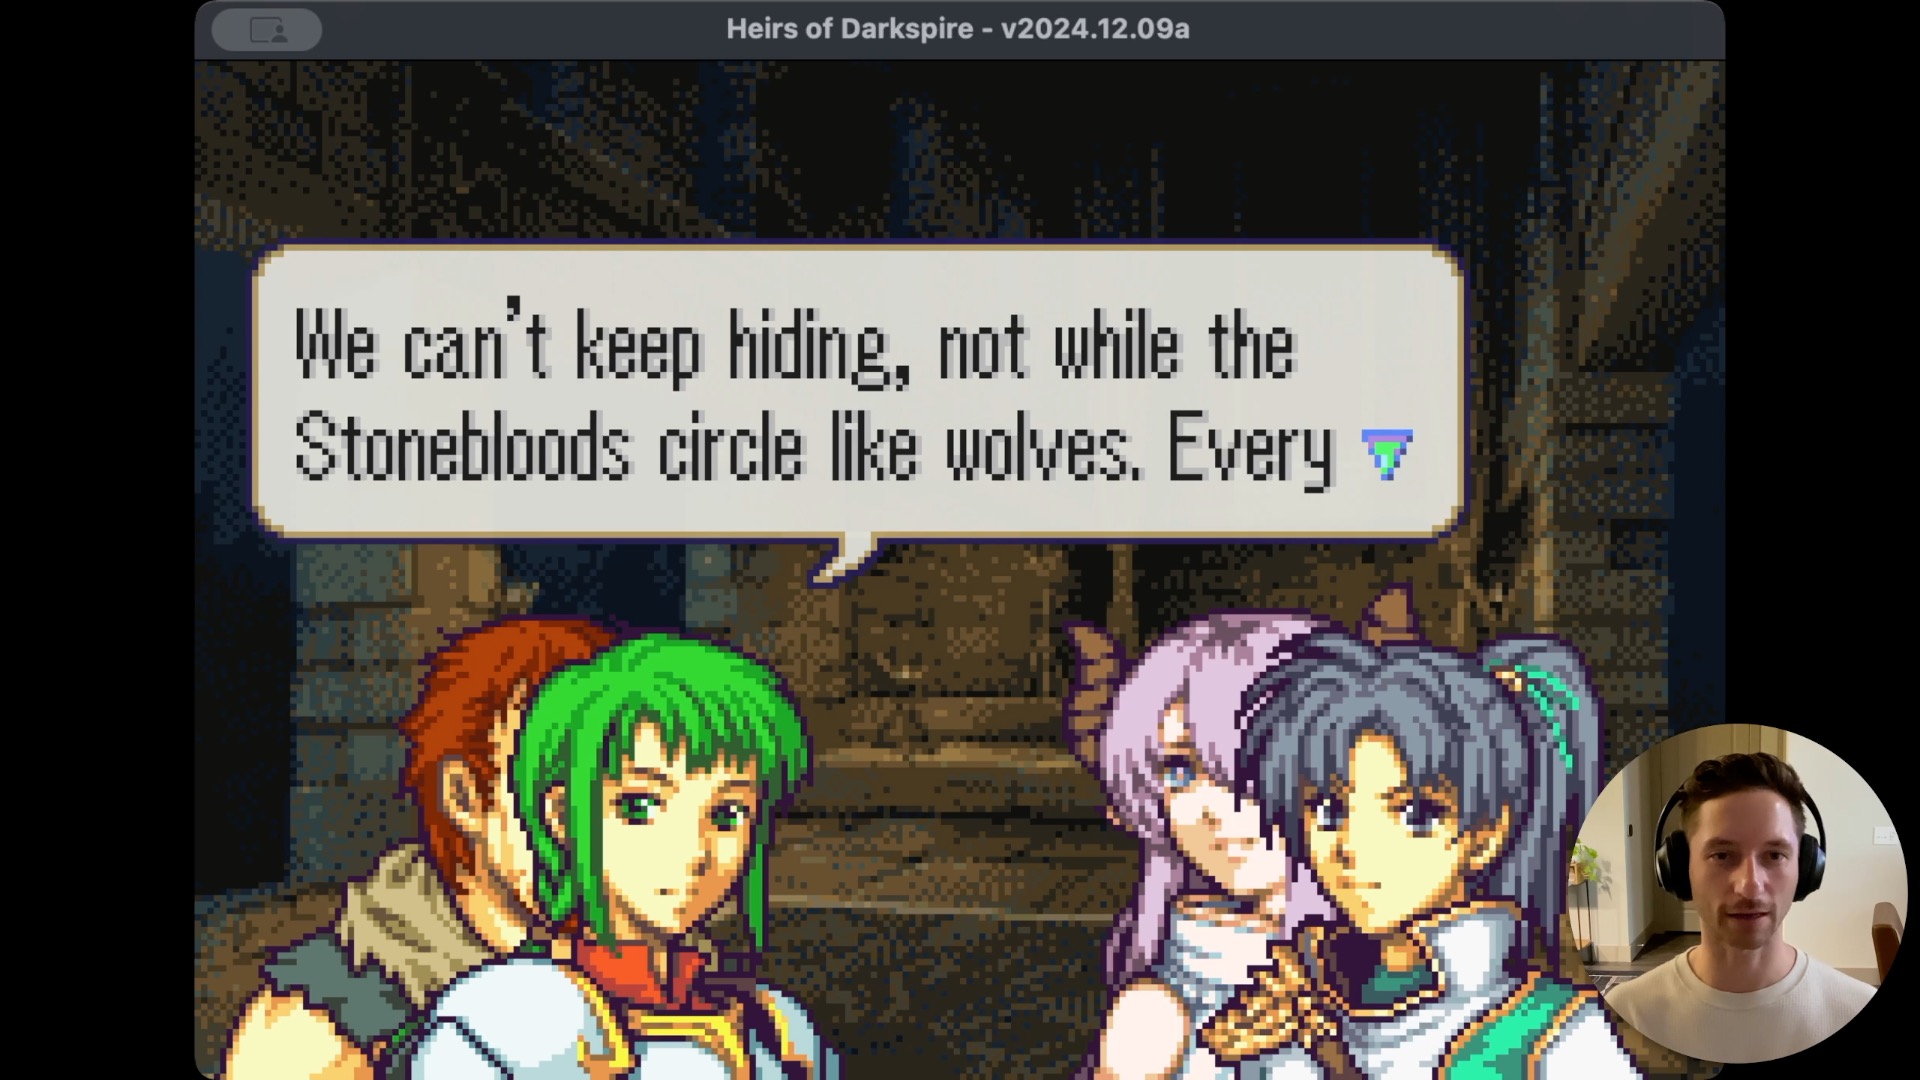 Heirs of Darkspire - v2024.12.09a
We can't keep hiding, not while the
Stonebloods circle like wolves. Every